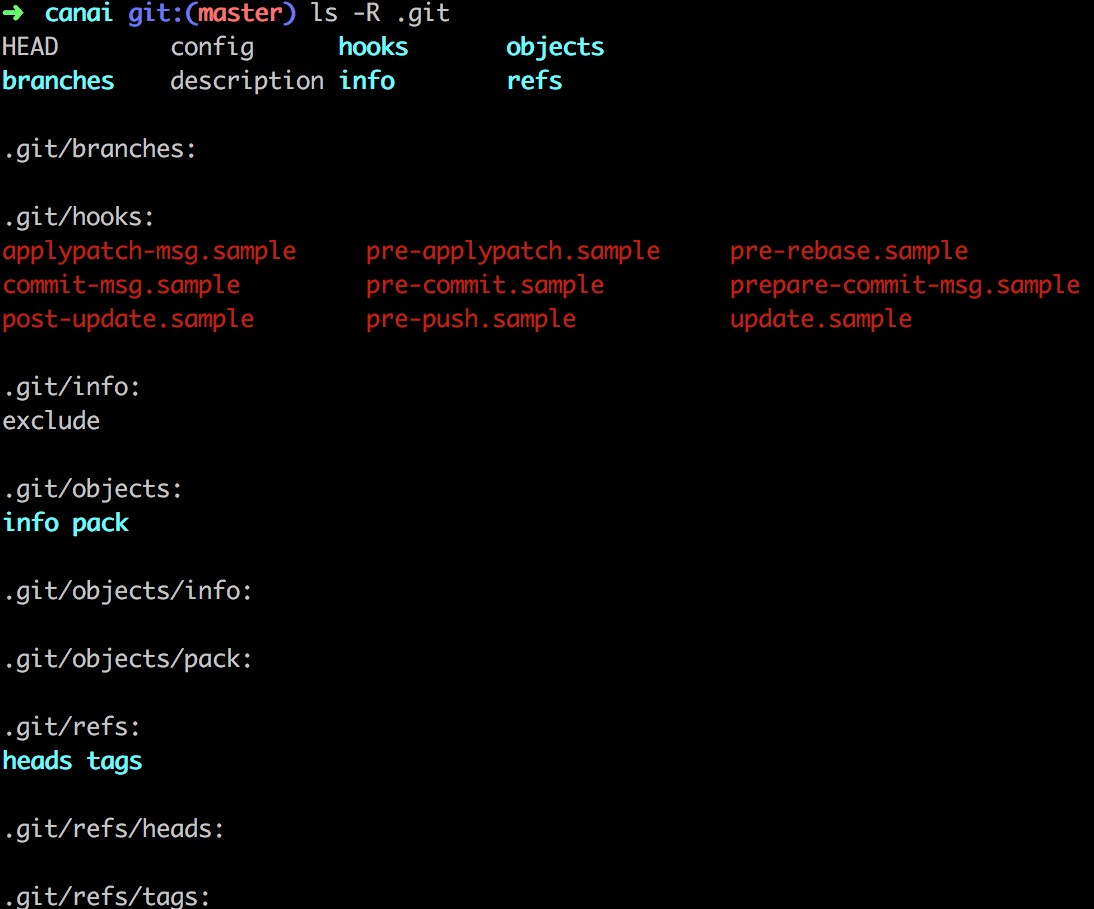 ➜ canai git:(master) ls -R .git
HEAD config hooks objects
branches description info refs
.git/branches:
.git/hooks:
applypatch-msg.sample pre-applypatch.sample pre-rebase.sample
commit-msg.sample pre-commit.sample prepare-commit-msg.sample
post-update.sample pre-push.sample update.sample
.git/info:
exclude
.git/objects:
info pack
.git/objects/info:
.git/objects/pack:
.git/refs:
heads tags
.git/refs/heads:
.git/refs/tags: